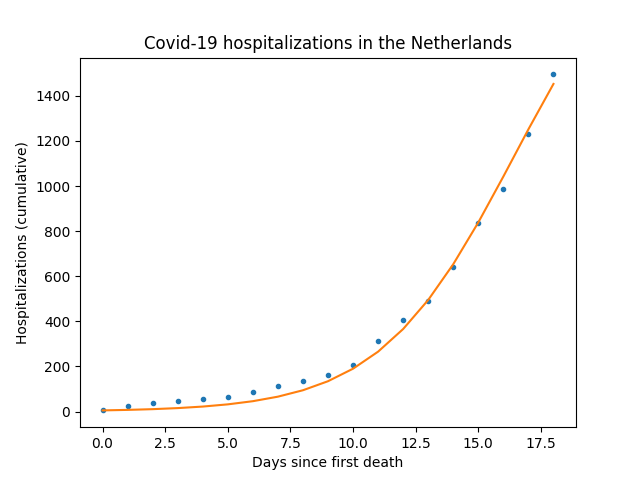 Covid-19 hospitalizations in the Netherlands
Hospitalizations (cumulative)
1400
1200
1000
800
600
400
200
0
0.0 2.5 5.0 7.5 10.0 12.5 15.0 17.5
Days since first death